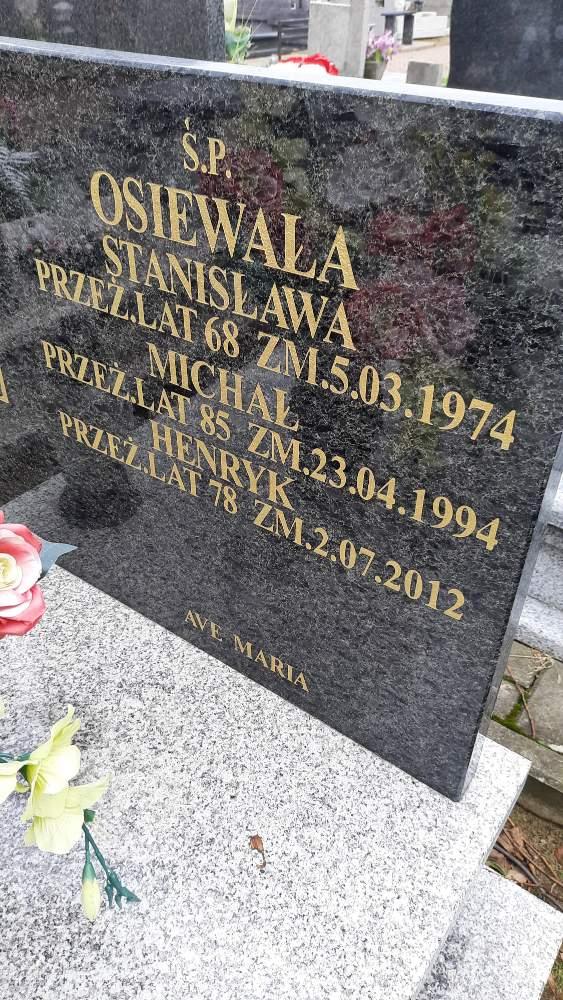 Ś.P.
OSIEWAŁA
STANISŁAWA
PRZEŻ.LAT 68 ZM.5.03.1974
MICHAŁ
PRZEŻ.LAT 85 ZM.23.04.1994
HENRYK
PRZEŻ.LAT 78 ZM.2.07.2012
AVE MARIA